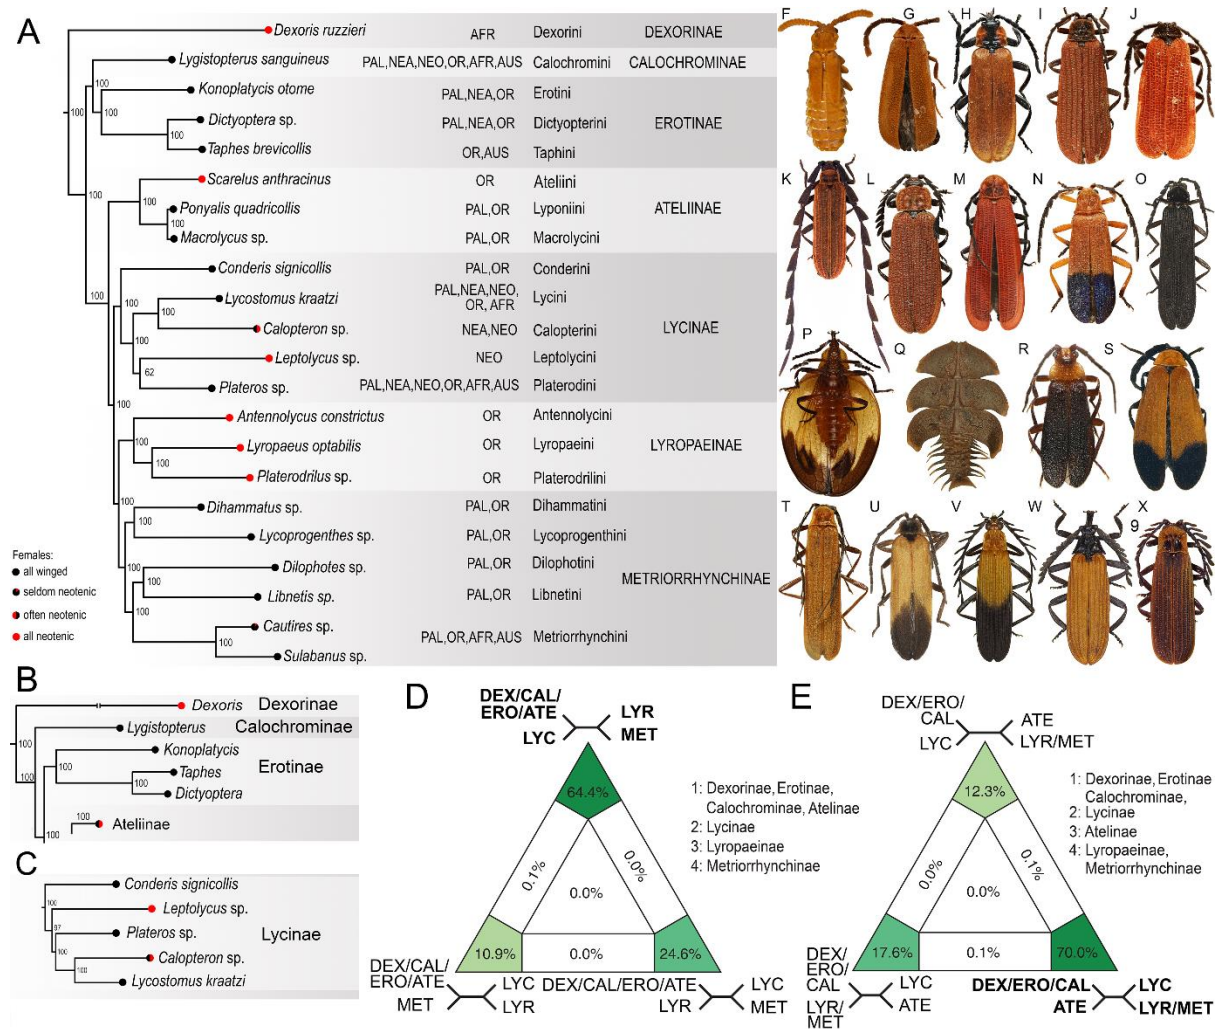 A
Dexoris ruzzieri AFR Dexorini DEXORINAE
Lygistopterus sanguineus PAL,NEA,NEO,OR,AFR,AUS Calochromini CALOCHROMINAE
Konoplatycis otome PAL,NEA,OR Erotini
Dictyoptera sp. PAL,NEA,OR Dictyopterini EROTINAE
Taphes brevicollis OR,AUS Taphini
Scarelus anthracinus OR Ateliini
Ponyalis quadricollis PAL,OR Lyponiini ATELIINAE
Macrolycus sp. PAL,OR Macrolycini
Conderis signicollis PAL,OR Conderini
Lycostomus kraatzi PAL,NEA,NEO, OR, AFR Lycini
Calopteron sp. NEA,NEO Calopterini LYCINAE
Leptolycus sp. NEO Leptolycini
Plateros sp. PAL,NEA,NEO,OR,AFR,AUS Platerodini
Antennolycus constrictus OR Antennolycini
Lyropaeus optabilis OR Lyropaeini LYROPAEINAE
Platerodrilus sp. OR Platerodrilini
Dihammatus sp. PAL,OR Dihammatini
Lycoprogenthes sp. PAL,OR Lycoprogenthini
Dilophotes sp. PAL,OR Dilophotini METRIORRHYNCHINAE
Libnetis sp. PAL,OR Libnetini
Cautires sp. PAL,OR,AFR,AUS Metriorrhynchini
Sulabanus sp.
100
100
100
100
100
100
100
100
100
100
100
62
100
100
100
100
100
100
100
100
Females:
all winged
seldom neotenic
often neotenic
all neotenic
F G H I J
K L M N O
P Q R S
T U V W X
9
B
Dexoris Dexorinae
Lygistopterus Calochrominae
Konoplatycis
Taphes Erotinae
Dictyoptera
Ateliinae
100
100
100
100
100
100
C
Conderis signicollis
Leptolycus sp.
Plateros sp. Lycinae
Calopteron sp.
Lycostomus kraatzi
100
97
100
100
D
DEX/CAL/
ERO/ATE LYR
LYC MET
64.4%
0.1% 0.0%
0.0%
10.9% 0.0% 24.6%
DEX/CAL/
ERO/ATE LYC
MET LYR
DEX/CAL/ERO/ATE LYC
LYR MET
1: Dexorinae, Erotinae,
Calochrominae, Atelinae
2: Lycinae
3: Lyropaeinae
4: Metriorrhynchinae
E
DEX/ERO/
CAL ATE
LYC LYR/MET
12.3%
0.0% 0.1%
0.0%
17.6% 0.1% 70.0%
DEX/
ERO/
CAL LYC
LYR/
MET ATE
DEX/ERO/CAL LYC
ATE LYR/MET
1: Dexorinae, Erotinae
Calochrominae,
2: Lycinae
3: Atelinae
4: Lyropaeinae,
Metriorrhynchinae